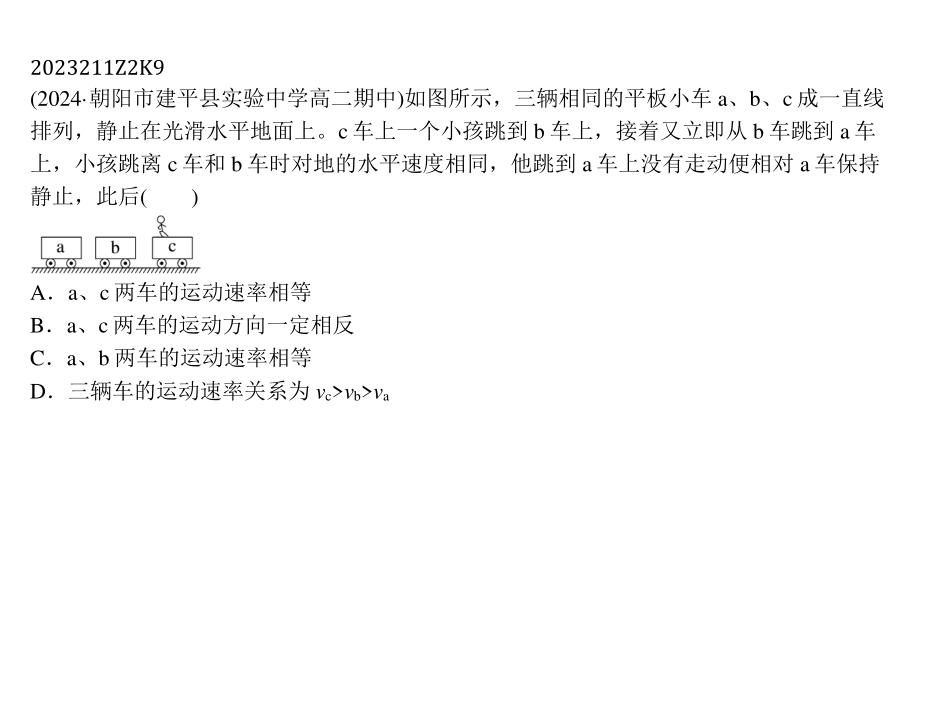 2023211Z2K9
(2024·朝阳市建平县实验中学高二期中)如图所示，三辆相同的平板小车 a、b、c 成一直线
排列，静止在光滑水平地面上。c 车上一个小孩跳到 b 车上，接着又立即从 b 车跳到 a 车
上，小孩跳离 c 车和 b 车时对地的水平速度相同，他跳到 a 车上没有走动便相对 a 车保持
静止，此后(　　)
a b c
A．a、c 两车的运动速率相等
B．a、c 两车的运动方向一定相反
C．a、b 两车的运动速率相等
D．三辆车的运动速率关系为 vc>vb>va